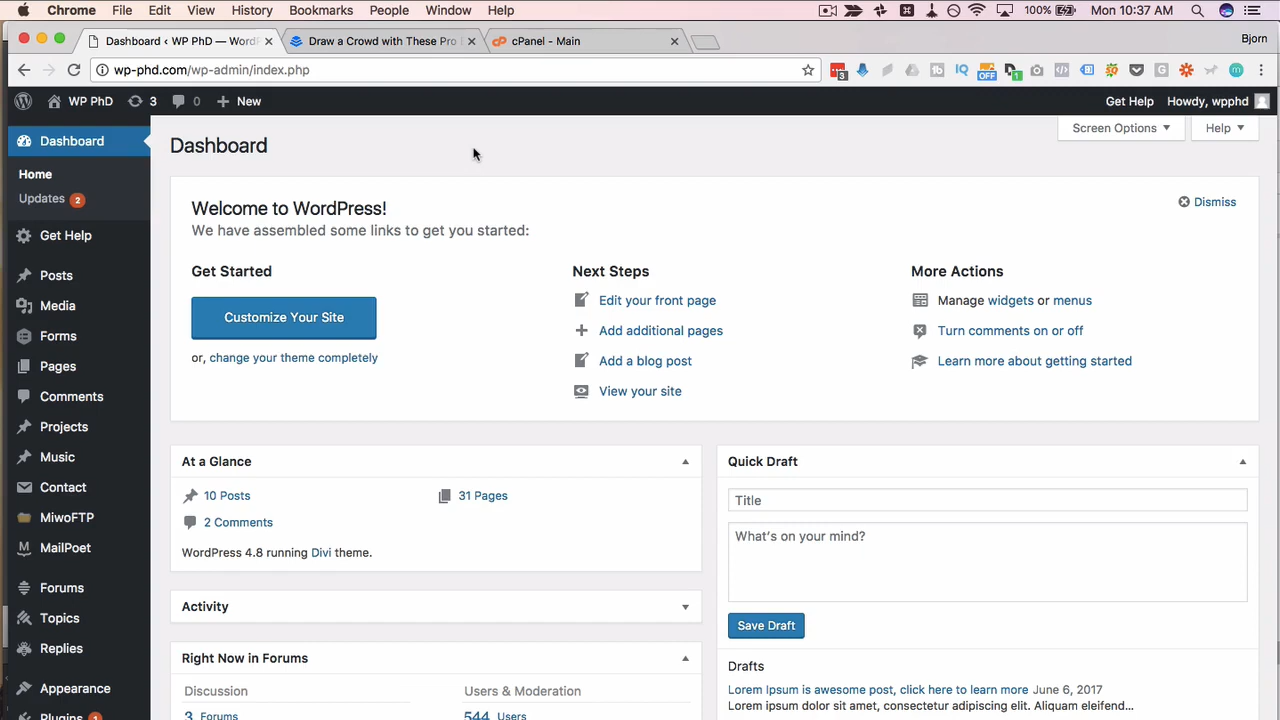 Chrome File Edit View History Bookmarks People Window Help 100% Mon 10:37 AM
Dashboard ‹ WP PhD — WordP Draw a Crowd with These Pro cPanel - Main Bjorn
wp-phd.com/wp-admin/index.php 3 IQ OFF 1 G m
WP PhD 3 0 New Get Help Howdy, wpphd
Dashboard
Home
Updates 2
Get Help
Posts
Media
Forms
Pages
Comments
Projects
Music
Contact
MiwoFTP
MailPoet
Forums
Topics
Replies
Appearance
Plugins 1
Screen Options Help
Dashboard
Welcome to WordPress!
We have assembled some links to get you started:
Dismiss
Get Started
Customize Your Site
or, change your theme completely
Next Steps
Edit your front page
Add additional pages
Add a blog post
View your site
More Actions
Manage widgets or menus
Turn comments on or off
Learn more about getting started
At a Glance
10 Posts 31 Pages
2 Comments
WordPress 4.8 running Divi theme.
Activity
Right Now in Forums
Discussion Users & Moderation
3 Forums 544 Users
Quick Draft
Title
What's on your mind?
Save Draft
Drafts
Lorem Ipsum is awesome post, click here to learn more June 6, 2017
Lorem ipsum dolor sit amet, consectetur adipiscing elit. Aliquam eleifend…